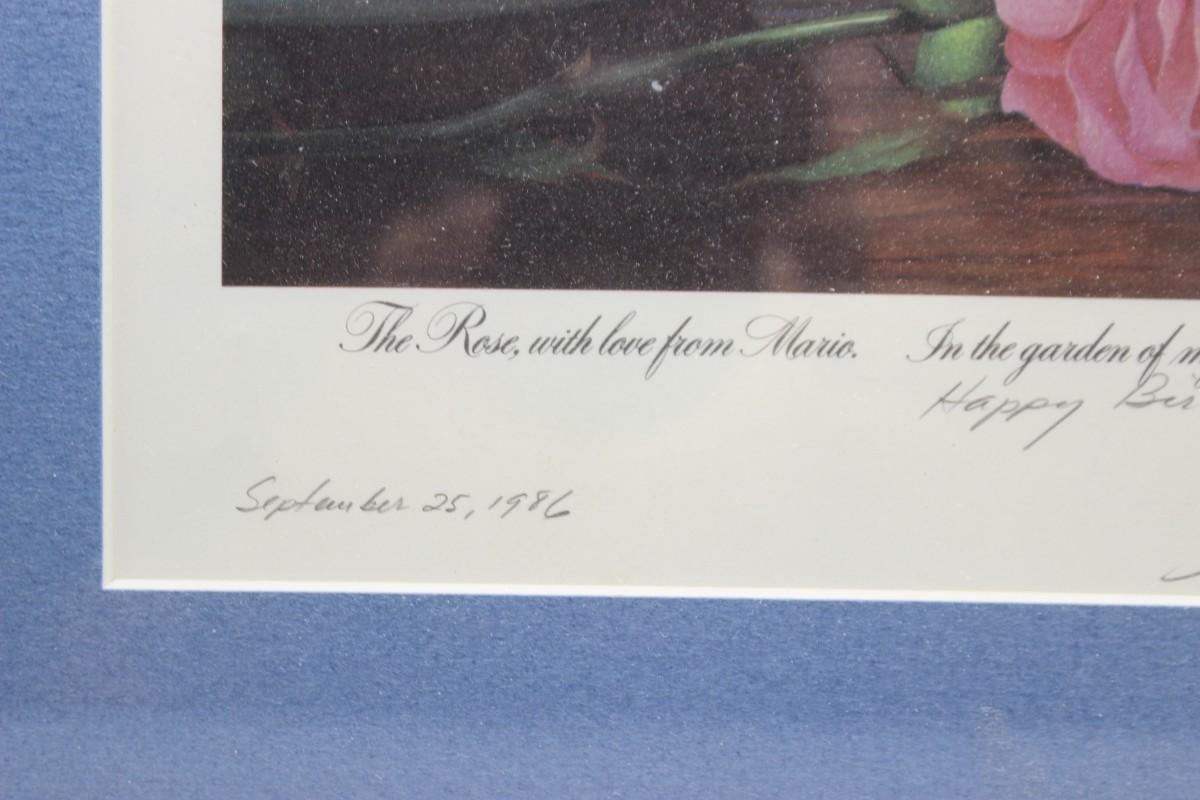 The Rose, with love from Mario. In the garden of
Happy
September 25, 1986